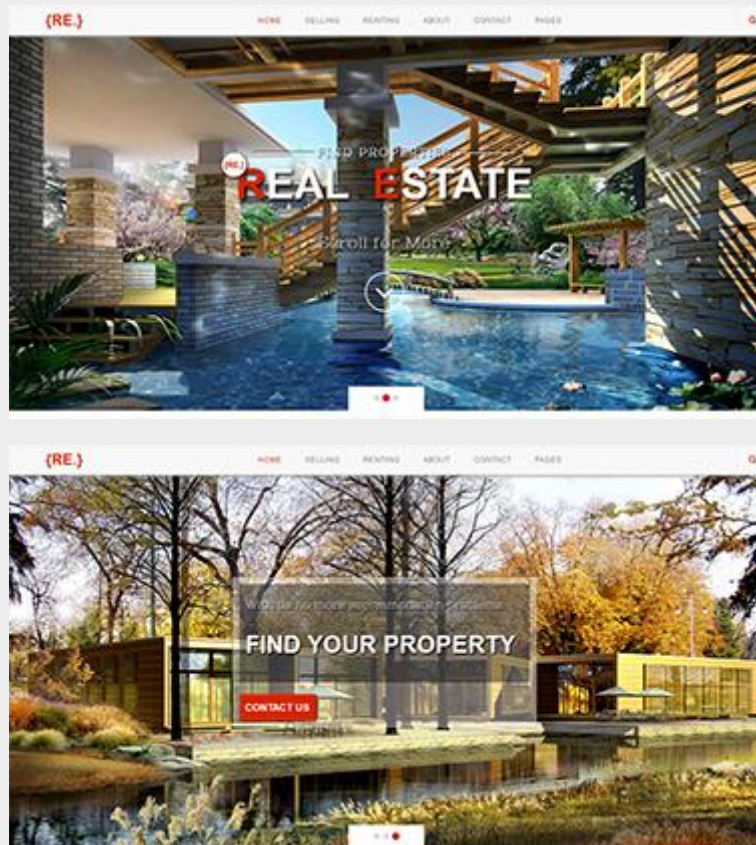 {RE.}
HOME SELLING RENTING ABOUT CONTACT PAGES
FIND PROPERTIES
{RE.}
REAL ESTATE
Scroll for More
{RE.}
HOME SELLING RENTING ABOUT CONTACT PAGES
FIND YOUR PROPERTY
CONTACT US